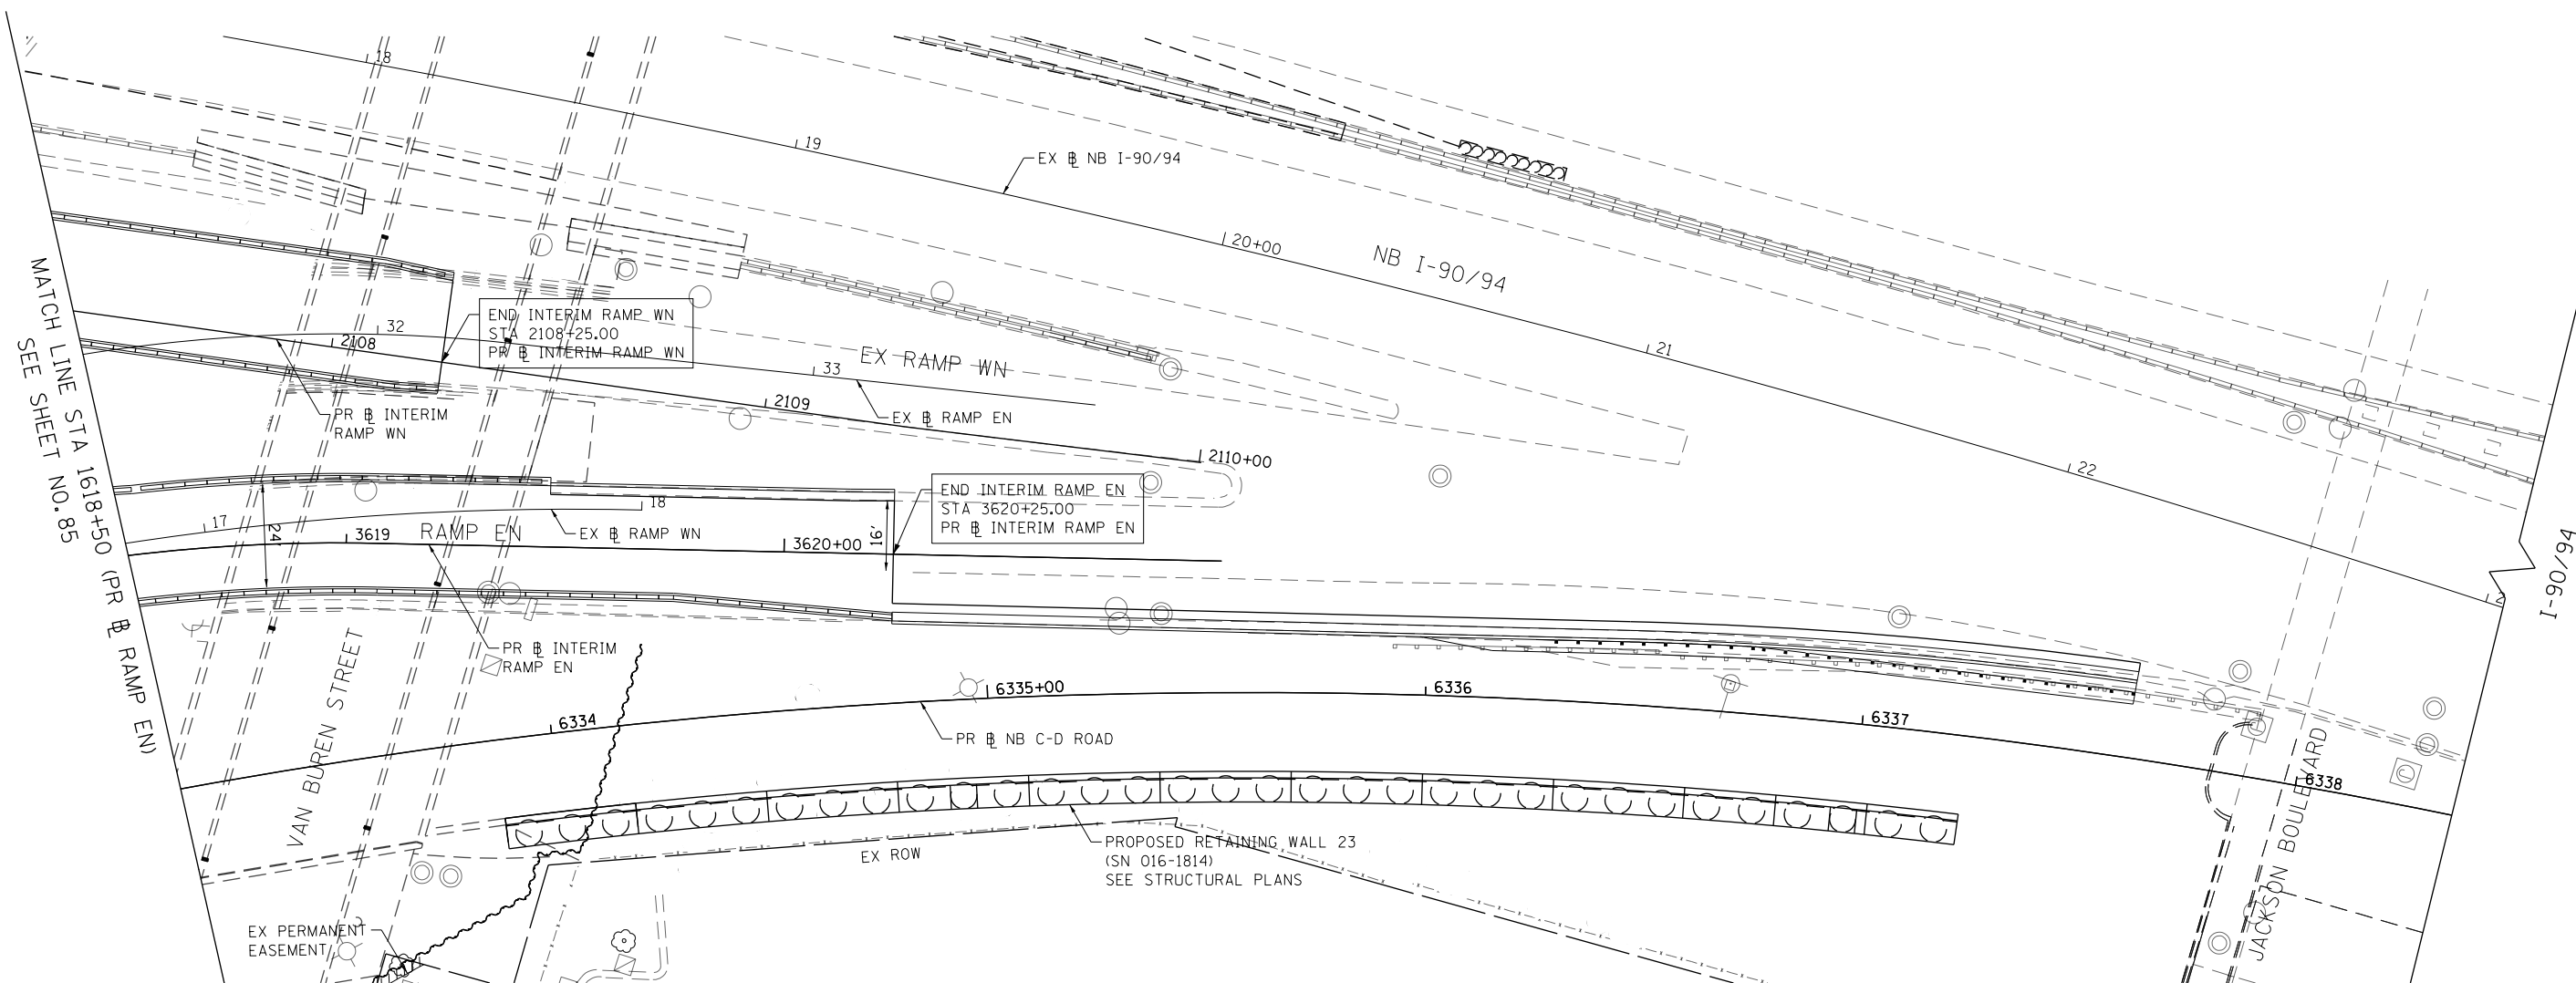 18
19
EX ⅊ NB I-90/94
20+00
NB I-90/94
21
22
2
I-90/94
MATCH LINE STA 1618+50 (PR ⅊ RAMP EN)
SEE SHEET NO.85
32
2108
END INTERIM RAMP WN
STA 2108+25.00
PR ⅊ INTERIM RAMP WN
EX RAMP WN
33
PR ⅊ INTERIM
RAMP WN
2109
EX ⅊ RAMP EN
2110+00
END INTERIM RAMP EN
STA 3620+25.00
PR ⅊ INTERIM RAMP EN
17
24'
3619
RAMP EN
18
EX ⅊ RAMP WN
3620+00
16'
PR ⅊ INTERIM
RAMP EN
VAN BUREN STREET
6334
6335+00
6336
6337
6338
PR ⅊ NB C-D ROAD
JACKSON BOULEVARD
EX ROW
PROPOSED RETAINING WALL 23
(SN 016-1814)
SEE STRUCTURAL PLANS
EX PERMANENT
EASEMENT